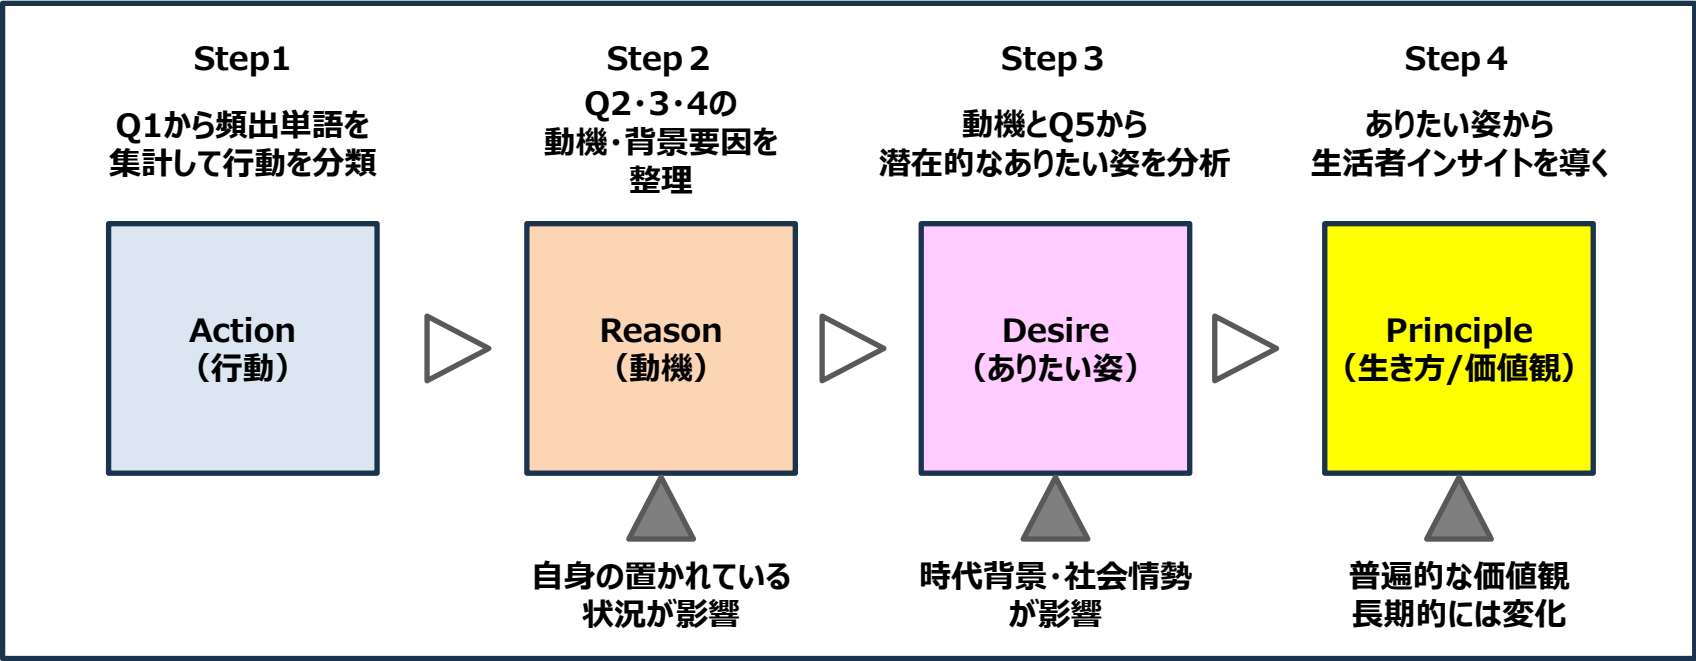 Step1
Q1から頻出単語を
集計して行動を分類
Action
（行動）
Step２
Q2・3・4の
動機・背景要因を
整理
Reason
（動機）
自身の置かれている
状況が影響
Step３
動機とQ5から
潜在的なありたい姿を分析
Desire
（ありたい姿）
時代背景・社会情勢
が影響
Step４
ありたい姿から
生活者インサイトを導く
Principle
（生き方/価値観）
普遍的な価値観
長期的には変化